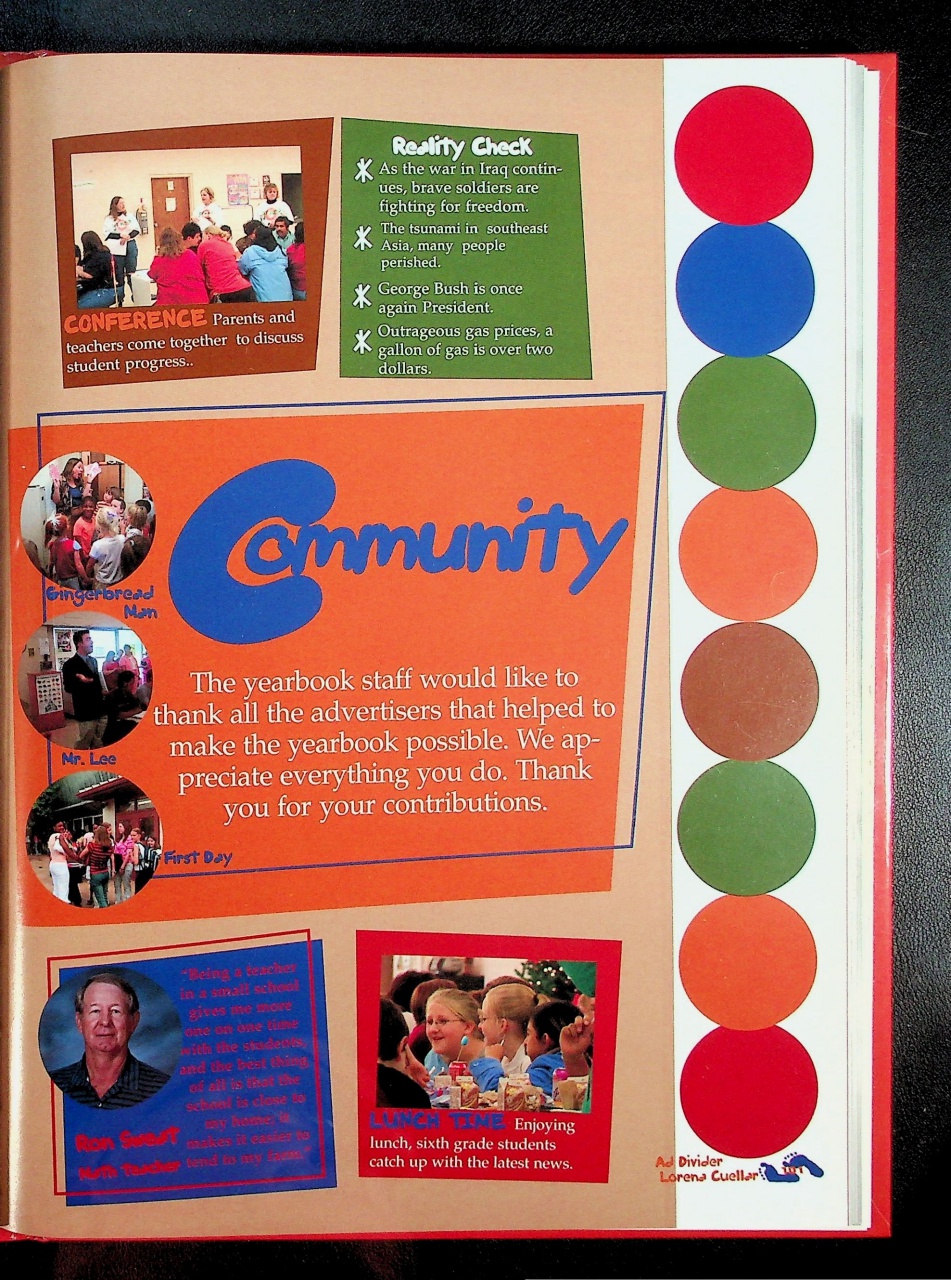 Reality Check
As the war in Iraq contin-
ues, brave soldiers are
fighting for freedom.
The tsunami in southeast
Asia, many people
perished.
George Bush is once
again President.
Outrageous gas prices, a
gallon of gas is over two
dollars.
CONFERENCE Parents and
teachers come together to discuss
student progress..
Community
Gingerbread
Man
Mr. Lee
First Day
The yearbook staff would like to
thank all the advertisers that helped to
make the yearbook possible. We ap-
preciate everything you do. Thank
you for your contributions.
"Being a teacher
in a small school
gives me more
one on one time
with the students,
and the best thing
of all is that the
school is close to
my home; it
makes it easier to
tend to my farm."
Ron Sweat
Math Teacher
LUNCH TIME Enjoying
lunch, sixth grade students
catch up with the latest news.
Ad Divider
Lorena Cuellar